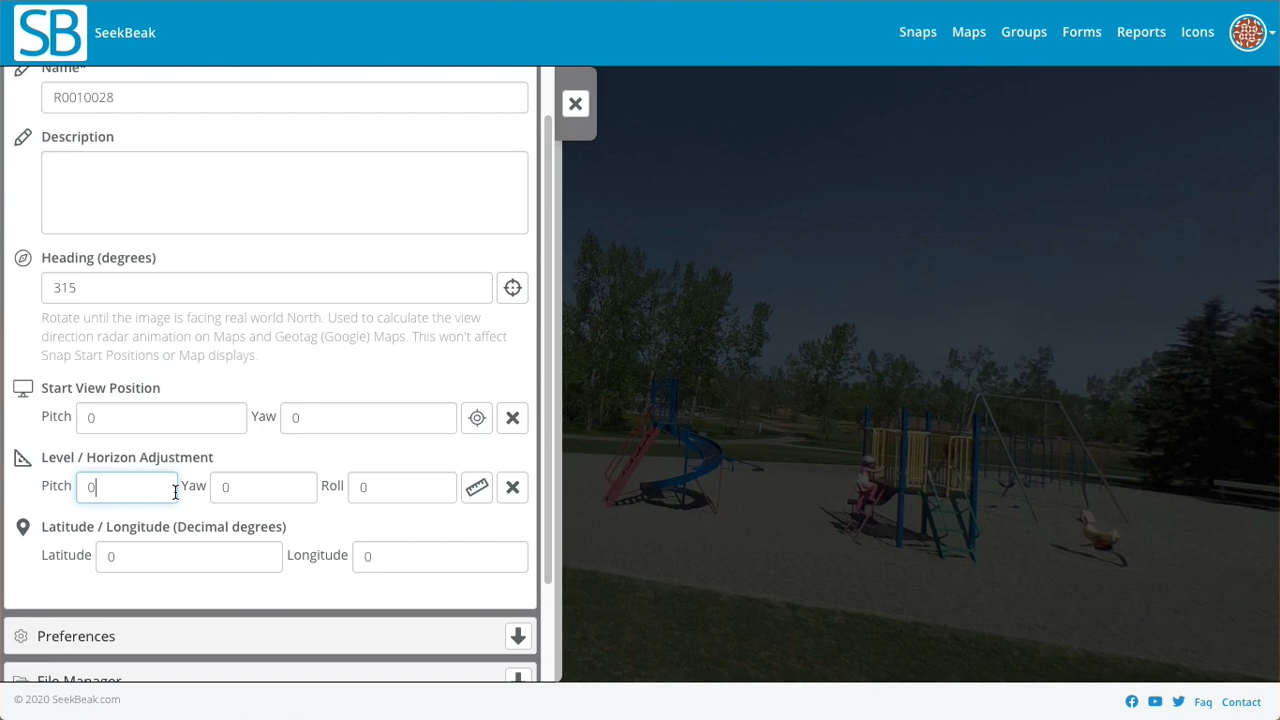 SB SeekBeak Snaps Maps Groups Forms Reports Icons
Name*
R0010028
Description
Heading (degrees)
315
Rotate until the image is facing real world North. Used to calculate the view
direction radar animation on Maps and Geotag (Google) Maps. This won't affect
Snap Start Positions or Map displays.
Start View Position
Pitch 0 Yaw 0
Level / Horizon Adjustment
Pitch 0 Yaw 0 Roll 0
Latitude / Longitude (Decimal degrees)
Latitude 0 Longitude 0
Preferences
File Manager
© 2020 SeekBeak.com Faq Contact